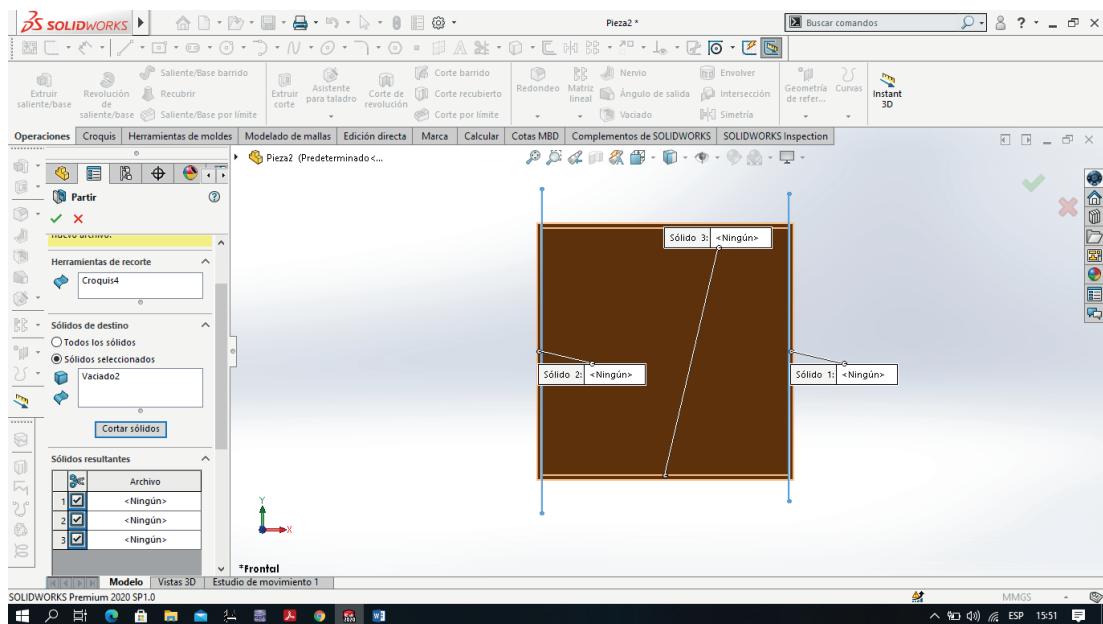 SOLIDWORKS
Pieza2 *
Buscar comandos
?
Extruir saliente/base
Revolución de saliente/base
Saliente/Base barrido
Recubrir
Saliente/Base por límite
Extruir corte
Asistente para taladro
Corte de revolución
Corte barrido
Corte recubierto
Corte por límite
Redondeo
Matriz lineal
Nervio
Ángulo de salida
Vaciado
Envolver
Intersección
Simetría
Geometría de refer...
Curvas
Instant 3D
Operaciones Croquis Herramientas de moldes Modelado de mallas Edición directa Marca Calcular Cotas MBD Complementos de SOLIDWORKS SOLIDWORKS Inspection
Pieza2 (Predeterminado<...
Partir
nuevo archivo.
Herramientas de recorte
Croquis4
Sólidos de destino
Todos los sólidos
Sólidos seleccionados
Vaciado2
Cortar sólidos
Sólidos resultantes
Archivo
1 <Ningún>
2 <Ningún>
3 <Ningún>
Sólido 3: <Ningún>
Sólido 2: <Ningún>
Sólido 1: <Ningún>
Y
X
*Frontal
Modelo Vistas 3D Estudio de movimiento 1
SOLIDWORKS Premium 2020 SP1.0
MMGS
ESP 15:51